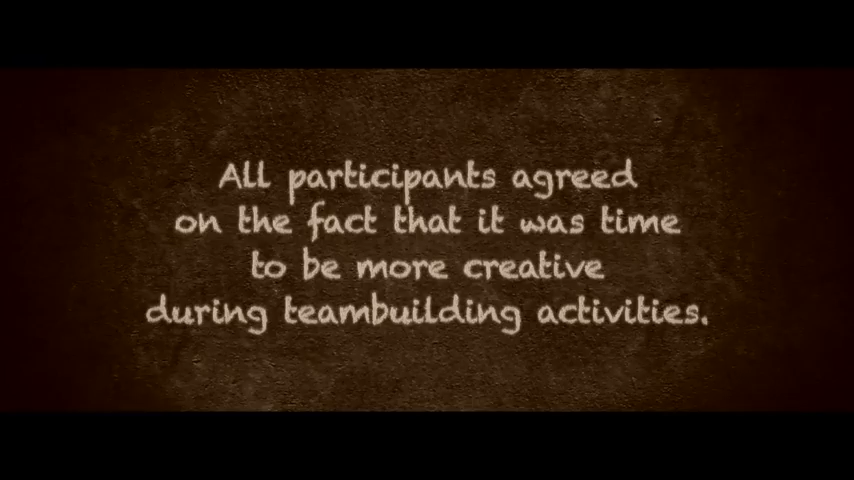 All participants agreed
on the fact that it was time
to be more creative
during teambuilding activities.